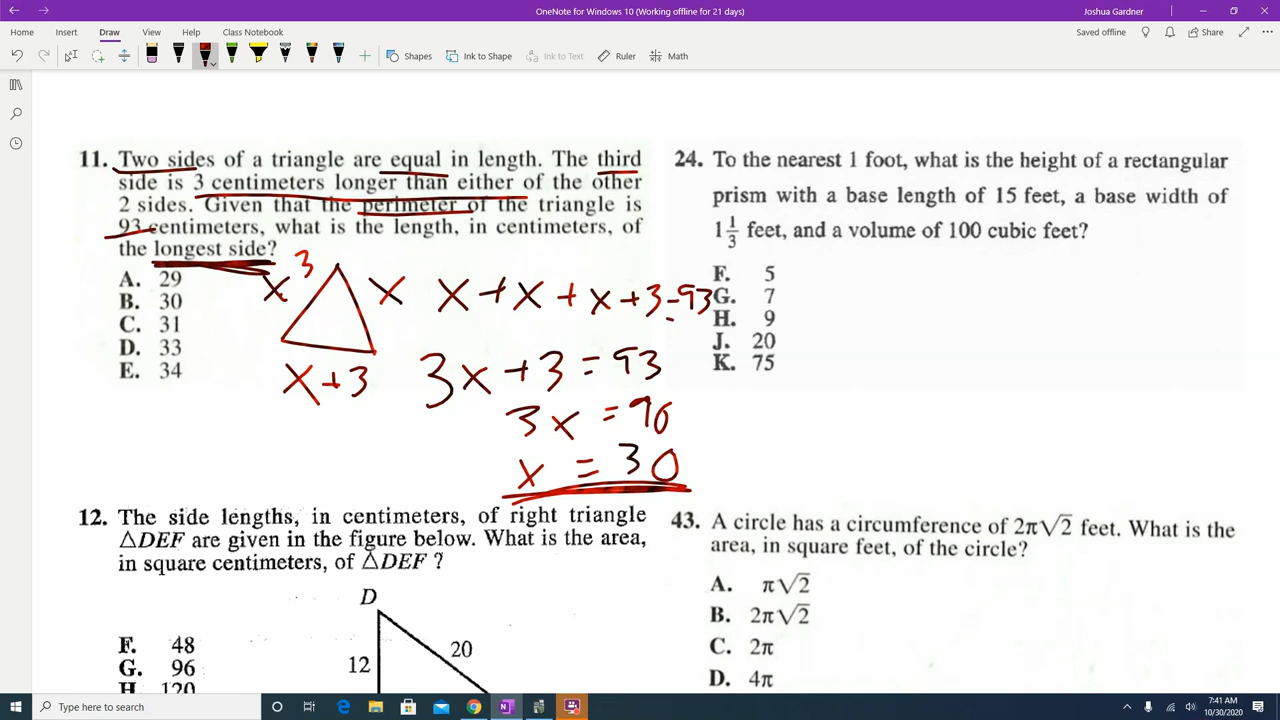 OneNote for Windows 10 (Working offline for 21 days)
Joshua Gardner
Home Insert Draw View Help Class Notebook
Saved offline Share
Shapes Ink to Shape Ink to Text Ruler Math
11. Two sides of a triangle are equal in length. The third
side is 3 centimeters longer than either of the other
2 sides. Given that the perimeter of the triangle is
93 centimeters, what is the length, in centimeters, of
the longest side?
A. 29
B. 30
C. 31
D. 33
E. 34
3
x x
x+3
x+x+x+3=93
3x+3=93
3x=90
x=30
12. The side lengths, in centimeters, of right triangle
△DEF are given in the figure below. What is the area,
in square centimeters, of △DEF ?
F. 48
G. 96
H 120
D
20
12
24. To the nearest 1 foot, what is the height of a rectangular
prism with a base length of 15 feet, a base width of
1 1/3 feet, and a volume of 100 cubic feet?
F. 5
G. 7
H. 9
J. 20
K. 75
43. A circle has a circumference of 2π√2 feet. What is the
area, in square feet, of the circle?
A. π√2
B. 2π√2
C. 2π
D. 4π
Type here to search
7:41 AM
10/30/2020